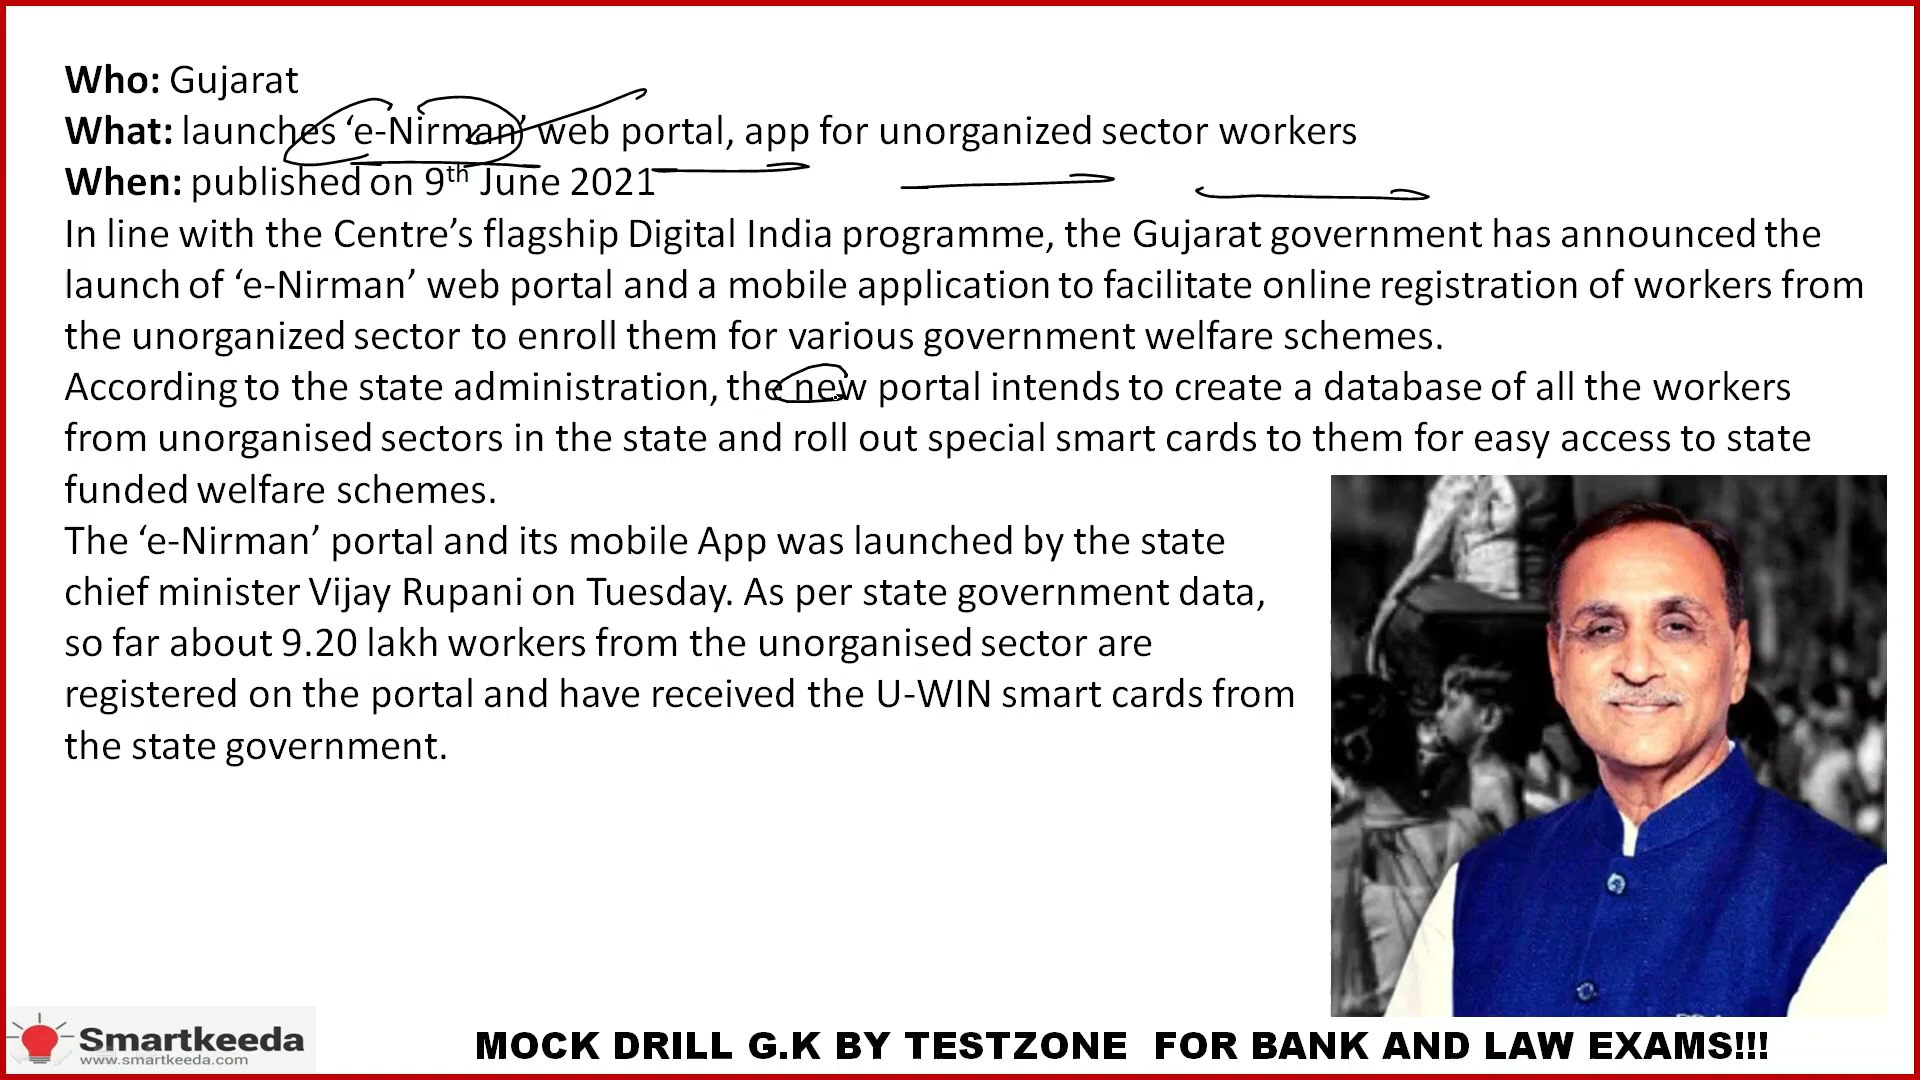 Who: Gujarat
What: launches ‘e-Nirman’ web portal, app for unorganized sector workers
When: published on 9th June 2021
In line with the Centre’s flagship Digital India programme, the Gujarat government has announced the
launch of ‘e-Nirman’ web portal and a mobile application to facilitate online registration of workers from
the unorganized sector to enroll them for various government welfare schemes.
According to the state administration, the new portal intends to create a database of all the workers
from unorganised sectors in the state and roll out special smart cards to them for easy access to state
funded welfare schemes.
The ‘e-Nirman’ portal and its mobile App was launched by the state
chief minister Vijay Rupani on Tuesday. As per state government data,
so far about 9.20 lakh workers from the unorganised sector are
registered on the portal and have received the U-WIN smart cards from
the state government.
Smartkeeda
www.smartkeeda.com
MOCK DRILL G.K BY TESTZONE FOR BANK AND LAW EXAMS!!!